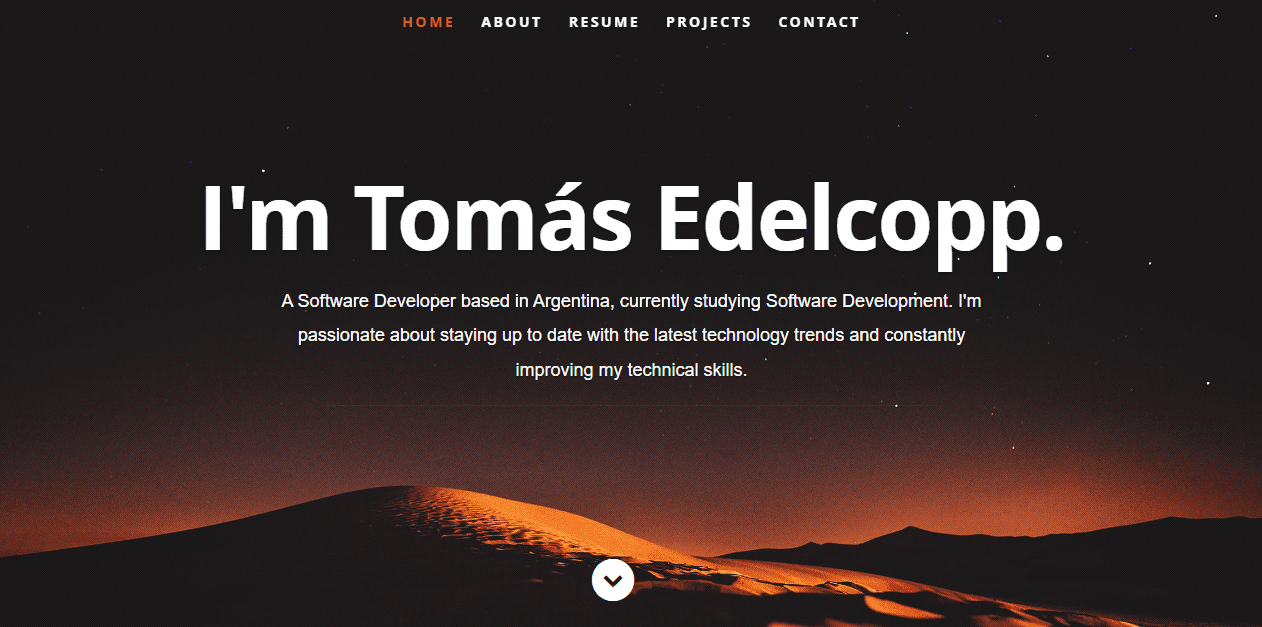 HOME ABOUT RESUME PROJECTS CONTACT
I'm Tomás Edelcopp.
A Software Developer based in Argentina, currently studying Software Development. I'm
passionate about staying up to date with the latest technology trends and constantly
improving my technical skills.